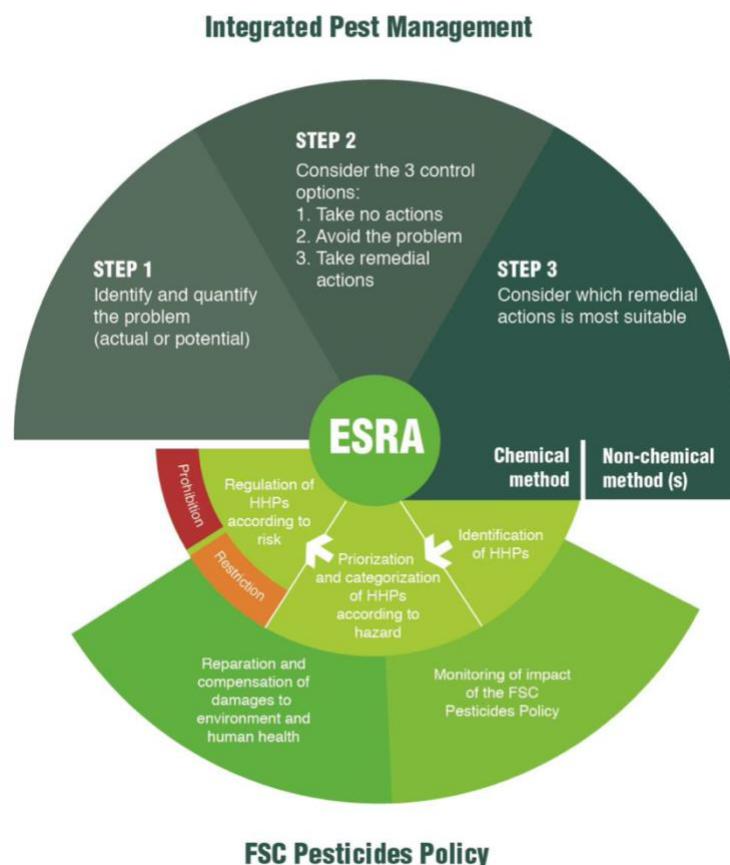 Integrated Pest Management
STEP 2
Consider the 3 control
options:
1. Take no actions
2. Avoid the problem
3. Take remedial
actions
STEP 1
Identify and quantify
the problem
(actual or potential)
STEP 3
Consider which remedial
actions is most suitable
ESRA
Chemical
method
Non-chemical
method (s)
Prohibition
Restriction
Regulation of
HHPs
according to
risk
Priorization
and categorization
of HHPs
according to
hazard
Identification
of HHPs
Reparation and
compensation of
damages to
environment and
human health
Monitoring of impact
of the FSC
Pesticides Policy
FSC Pesticides Policy